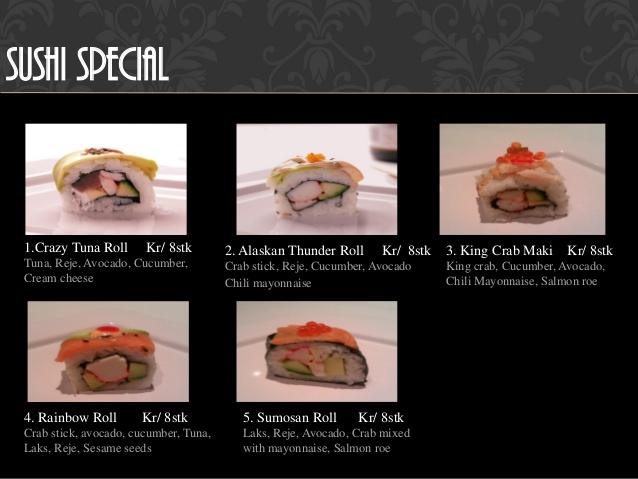 SUSHI SPECIAL
1.Crazy Tuna Roll Kr/ 8stk
Tuna, Reje, Avocado, Cucumber,
Cream cheese
2. Alaskan Thunder Roll Kr/ 8stk
Crab stick, Reje, Cucumber, Avocado
Chili mayonnaise
3. King Crab Maki Kr/ 8stk
King crab, Cucumber, Avocado,
Chili Mayonnaise, Salmon roe
4. Rainbow Roll Kr/ 8stk
Crab stick, avocado, cucumber, Tuna,
Laks, Reje, Sesame seeds
5. Sumosan Roll Kr/ 8stk
Laks, Reje, Avocado, Crab mixed
with mayonnaise, Salmon roe